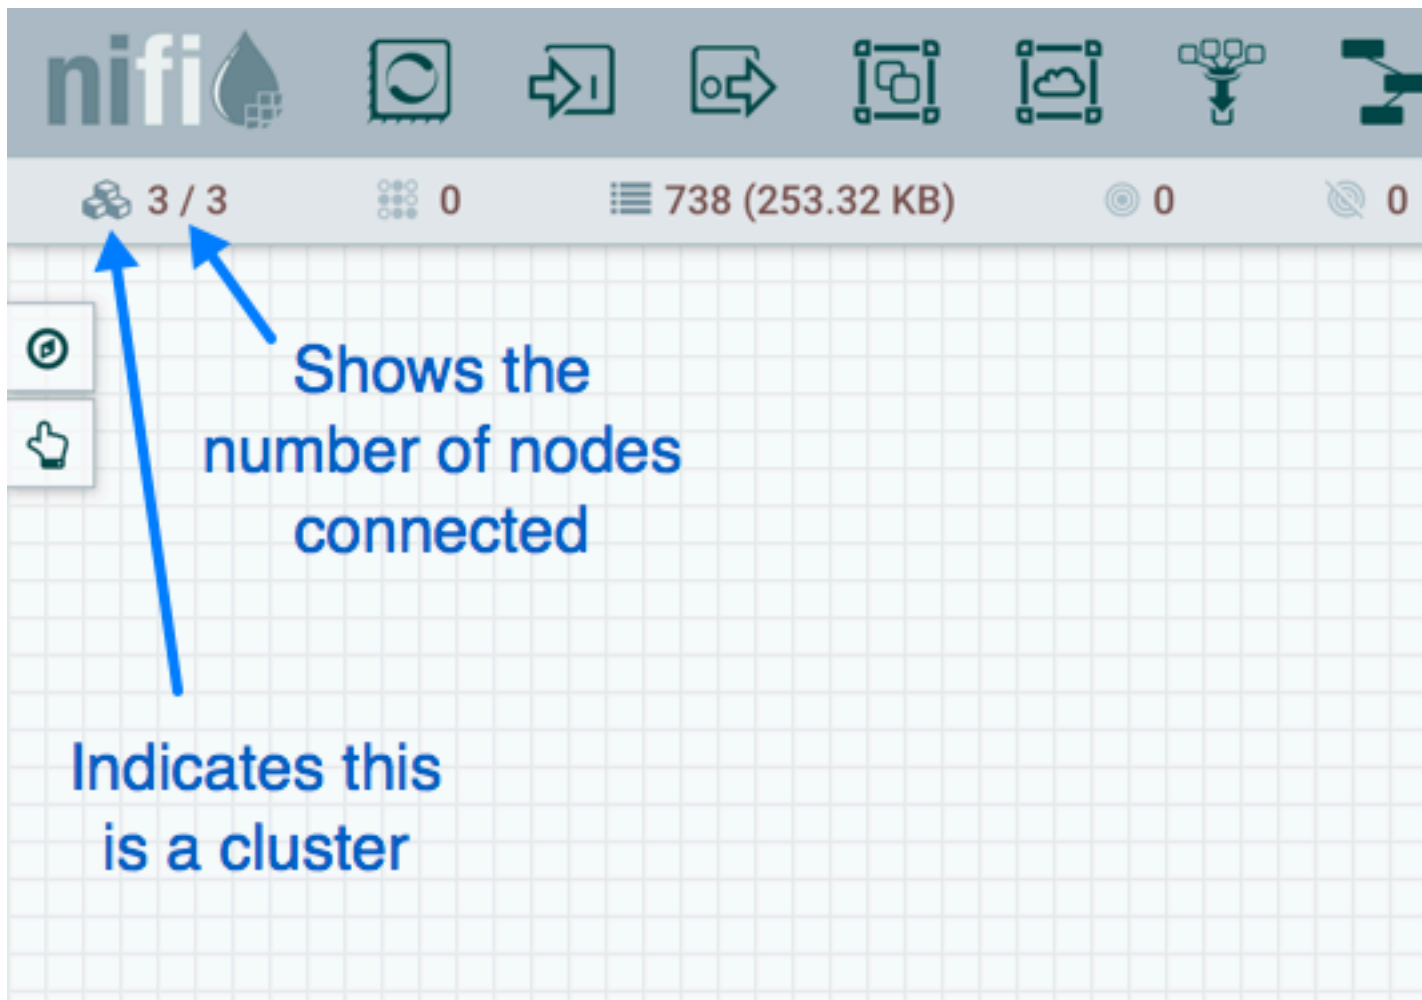 nifi
3 / 3 0 738 (253.32 KB) 0 0
Shows the
number of nodes
connected
Indicates this
is a cluster